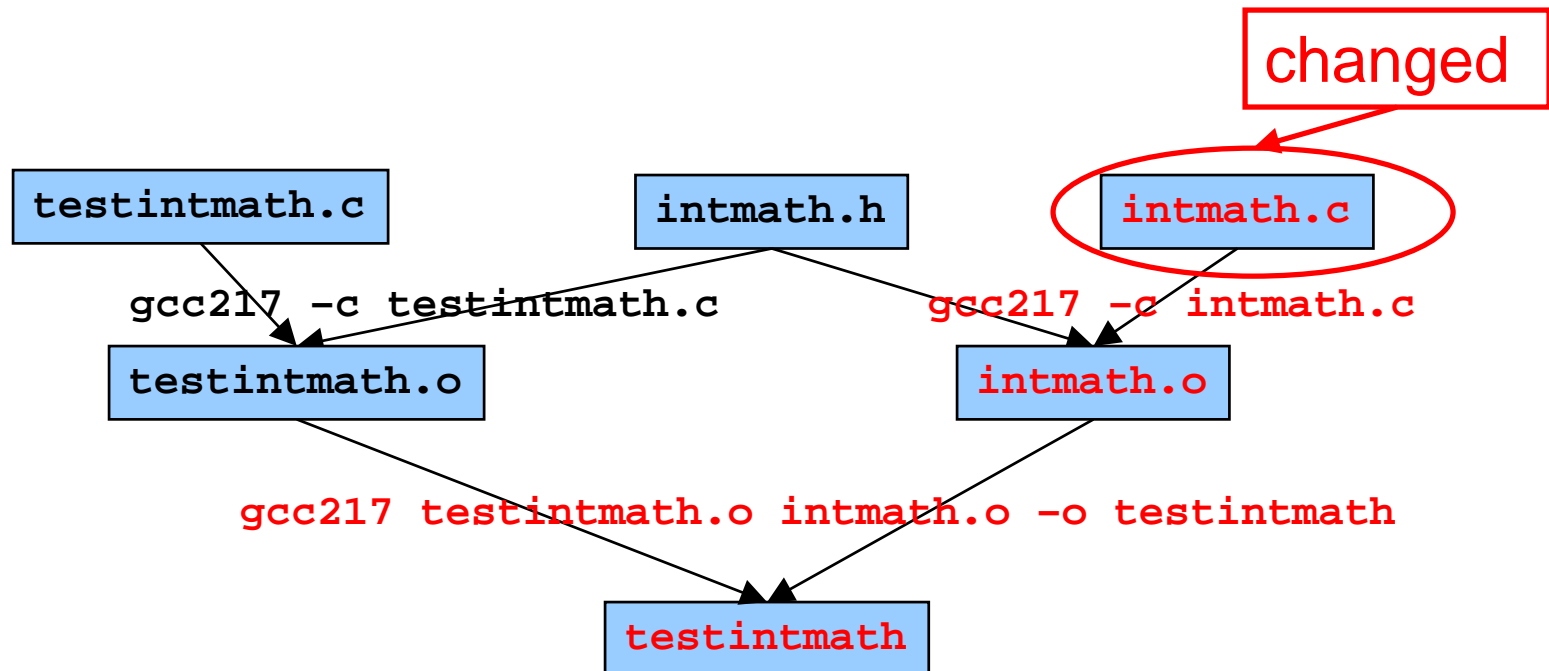 changed
testintmath.c
intmath.h
intmath.c
gcc217 –c testintmath.c
gcc217 –c intmath.c
testintmath.o
intmath.o
gcc217 testintmath.o intmath.o –o testintmath
testintmath